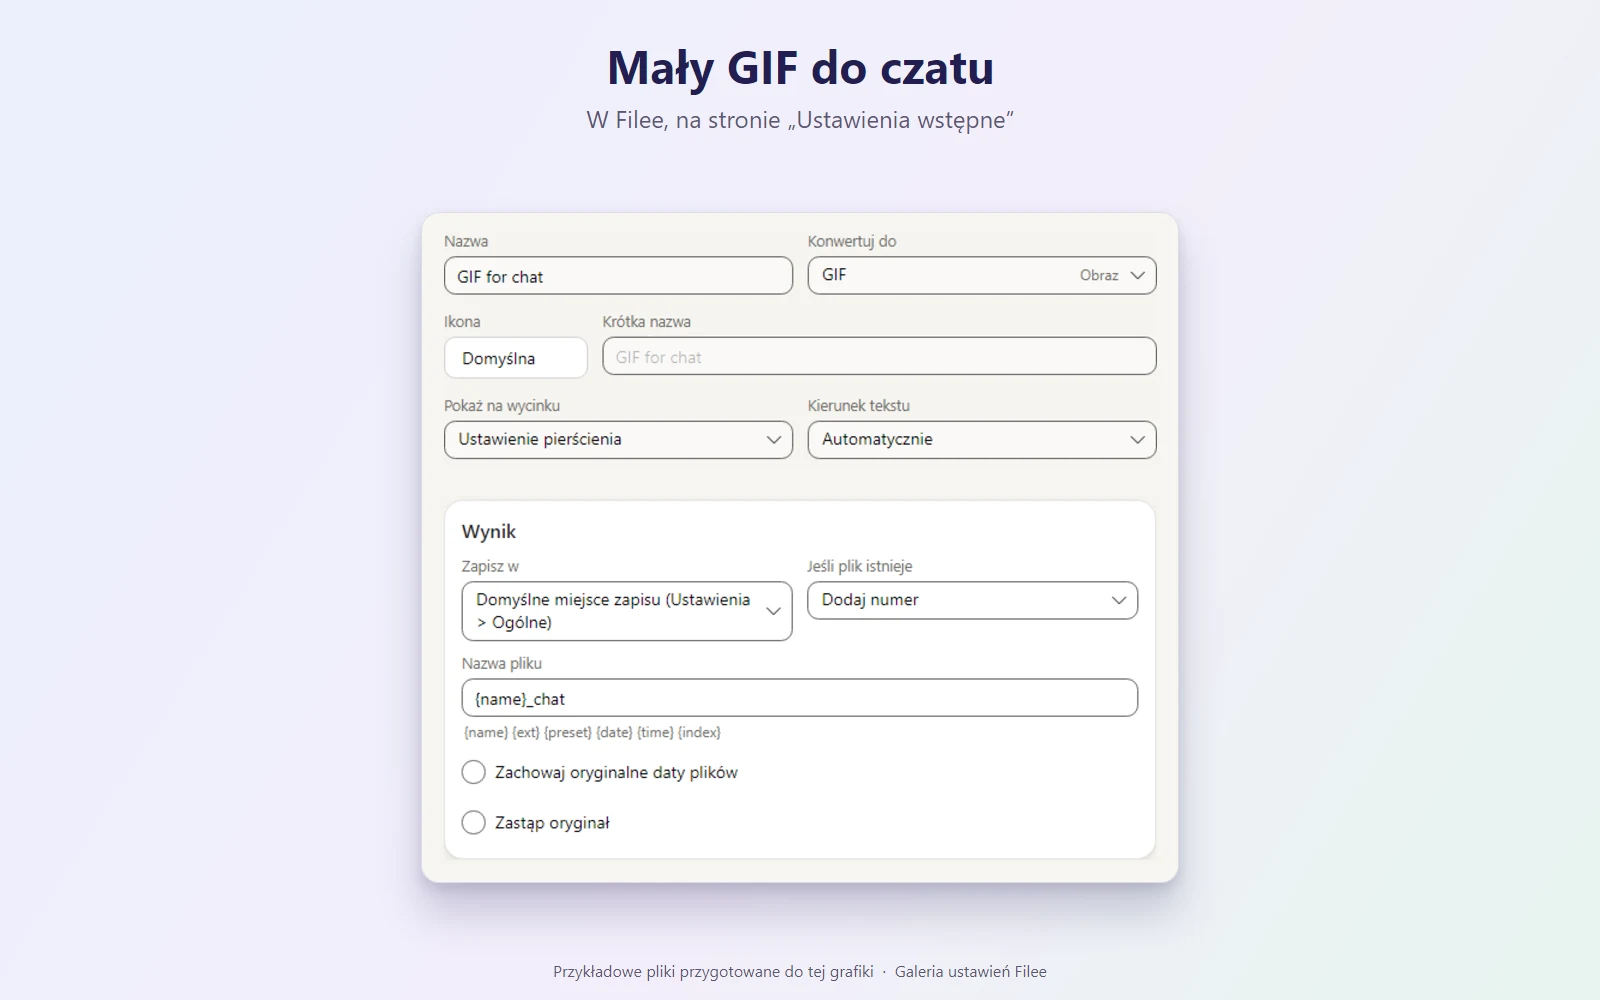 Mały GIF do czatu
W Filee, na stronie „Ustawienia wstępne”
Nazwa
Konwertuj do
GIF for chat
GIF
Obraz
Ikona
Krótka nazwa
Domyślna
GIF for chat
Pokaż na wycinku
Kierunek tekstu
Ustawienie pierścienia
Automatycznie
Wynik
Zapisz w
Jeśli plik istnieje
Domyślne miejsce zapisu (Ustawienia
> Ogólne)
Dodaj numer
Nazwa pliku
{name}_chat
{name} {ext} {preset} {date} {time} {index}
Zachowaj oryginalne daty plików
Zastąp oryginał
Przykładowe pliki przygotowane do tej grafiki · Galeria ustawień Filee